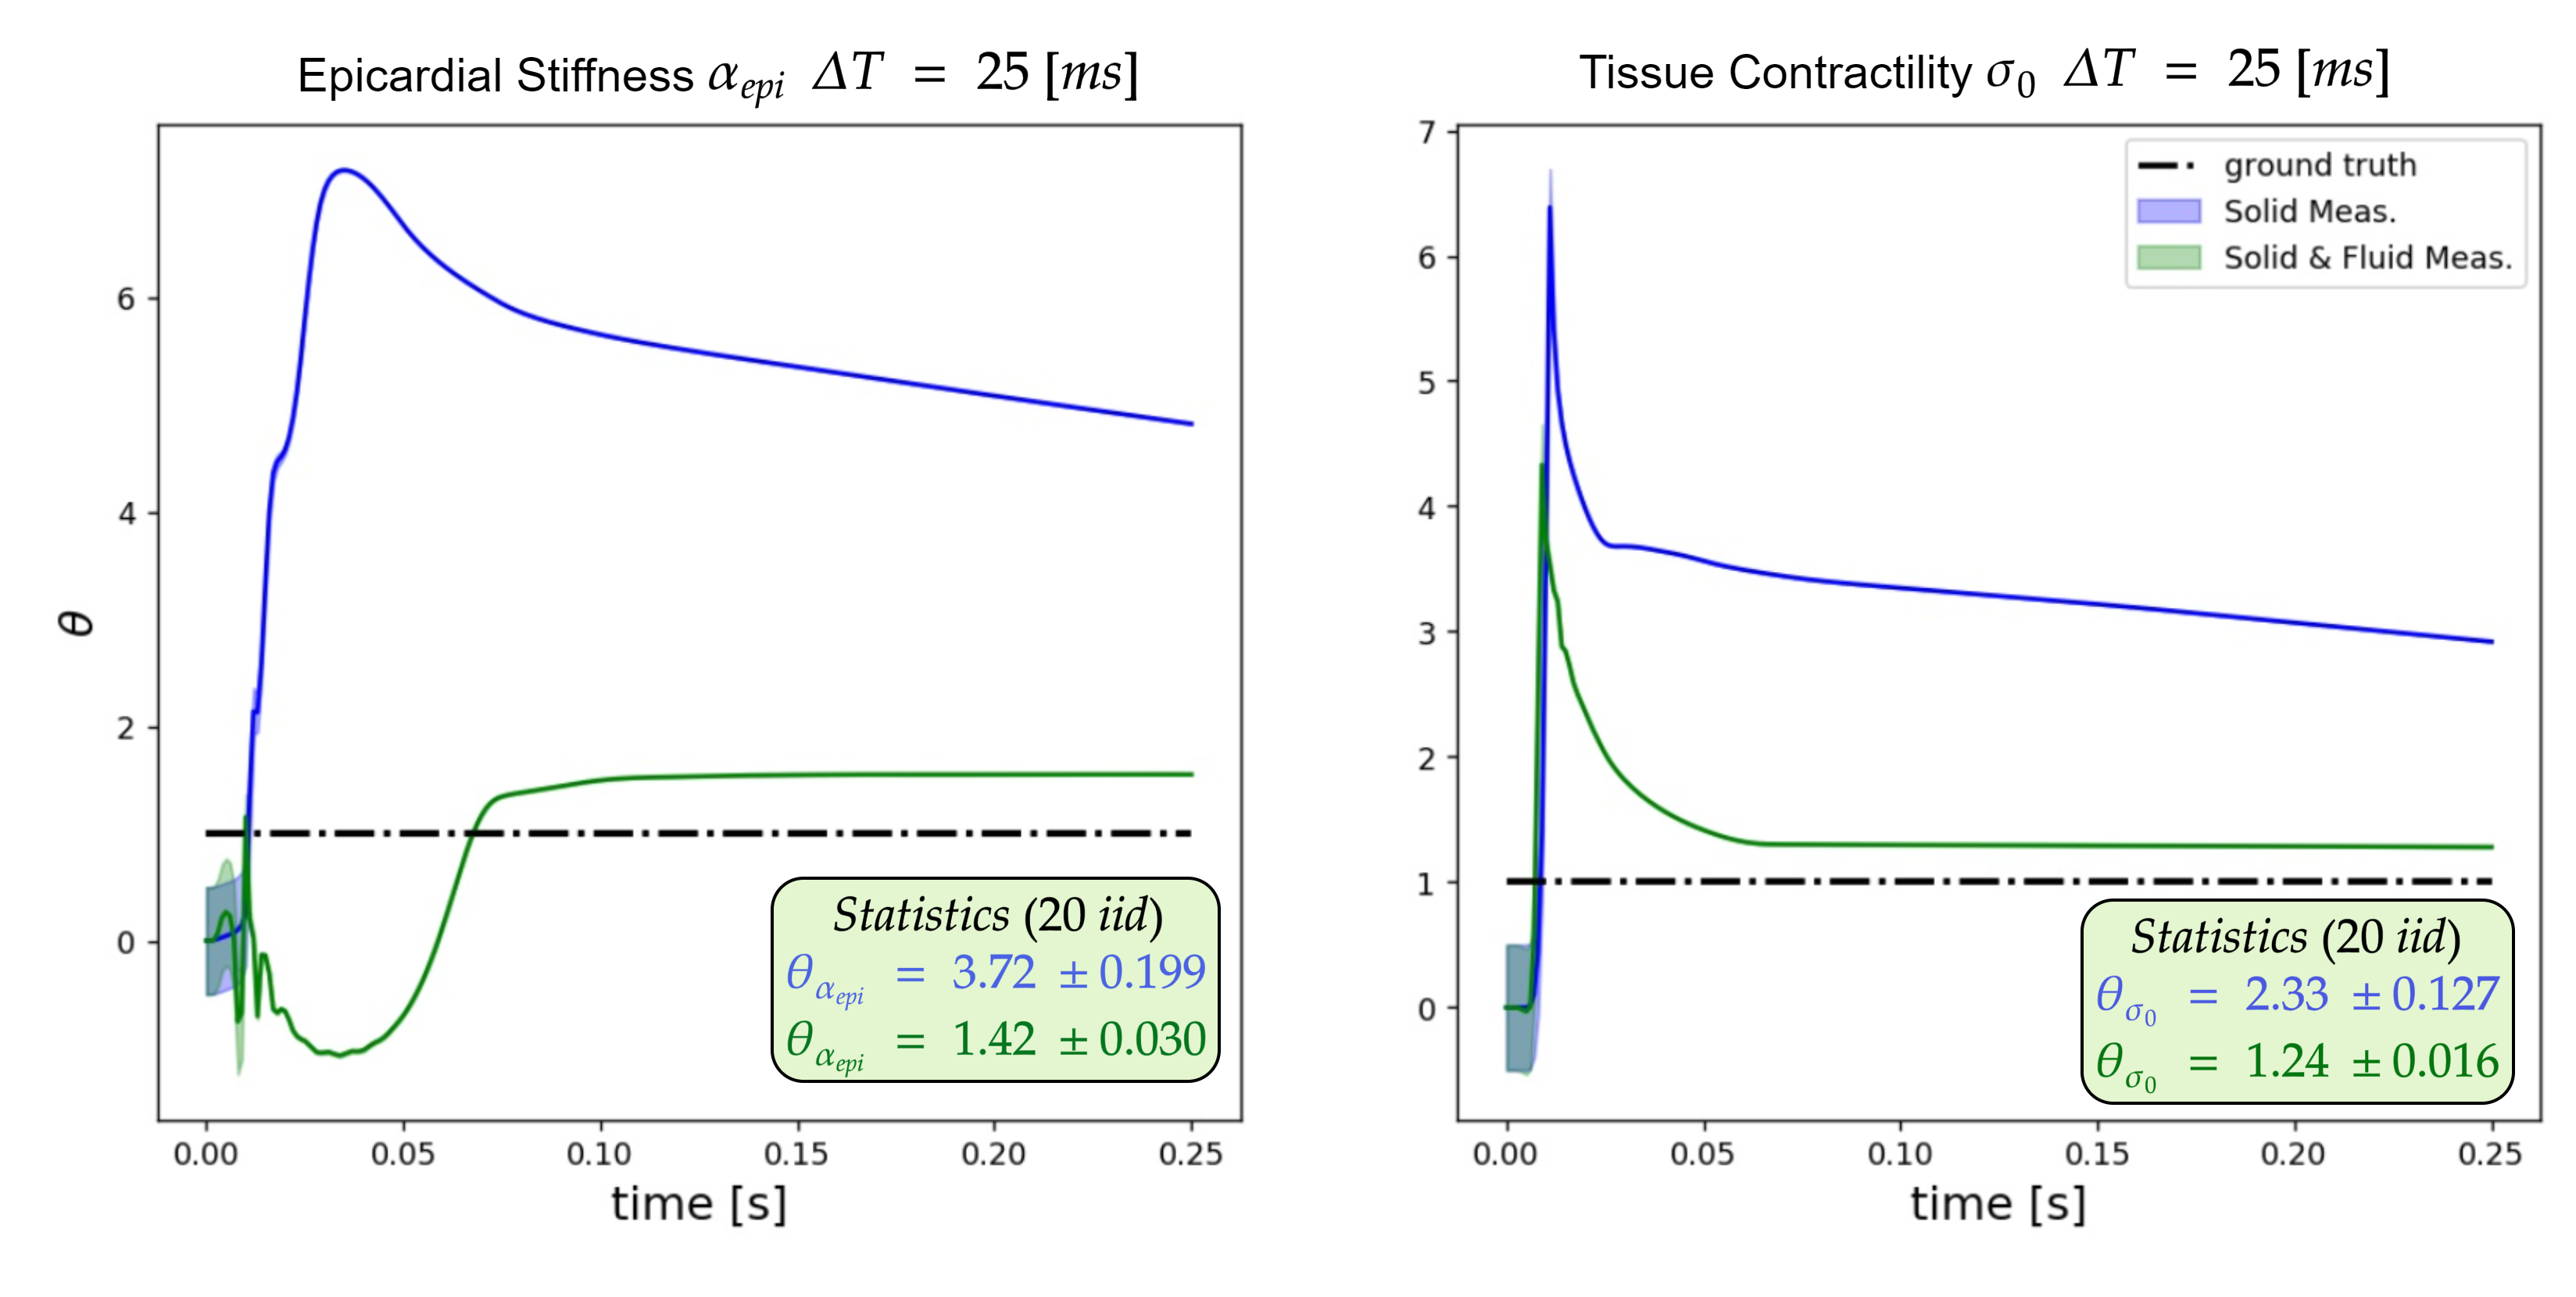 Epicardial Stiffness α_epi ΔT = 25 [ms]
θ
6
4
2
0
0.00 0.05 0.10 0.15 0.20 0.25
time [s]
Statistics (20 iid)
θ_α_epi = 3.72 ±0.199
θ_α_epi = 1.42 ±0.030
Tissue Contractility σ_0 ΔT = 25 [ms]
7
6
5
4
3
2
1
0
0.00 0.05 0.10 0.15 0.20 0.25
time [s]
ground truth
Solid Meas.
Solid & Fluid Meas.
Statistics (20 iid)
θ_σ_0 = 2.33 ±0.127
θ_σ_0 = 1.24 ±0.016